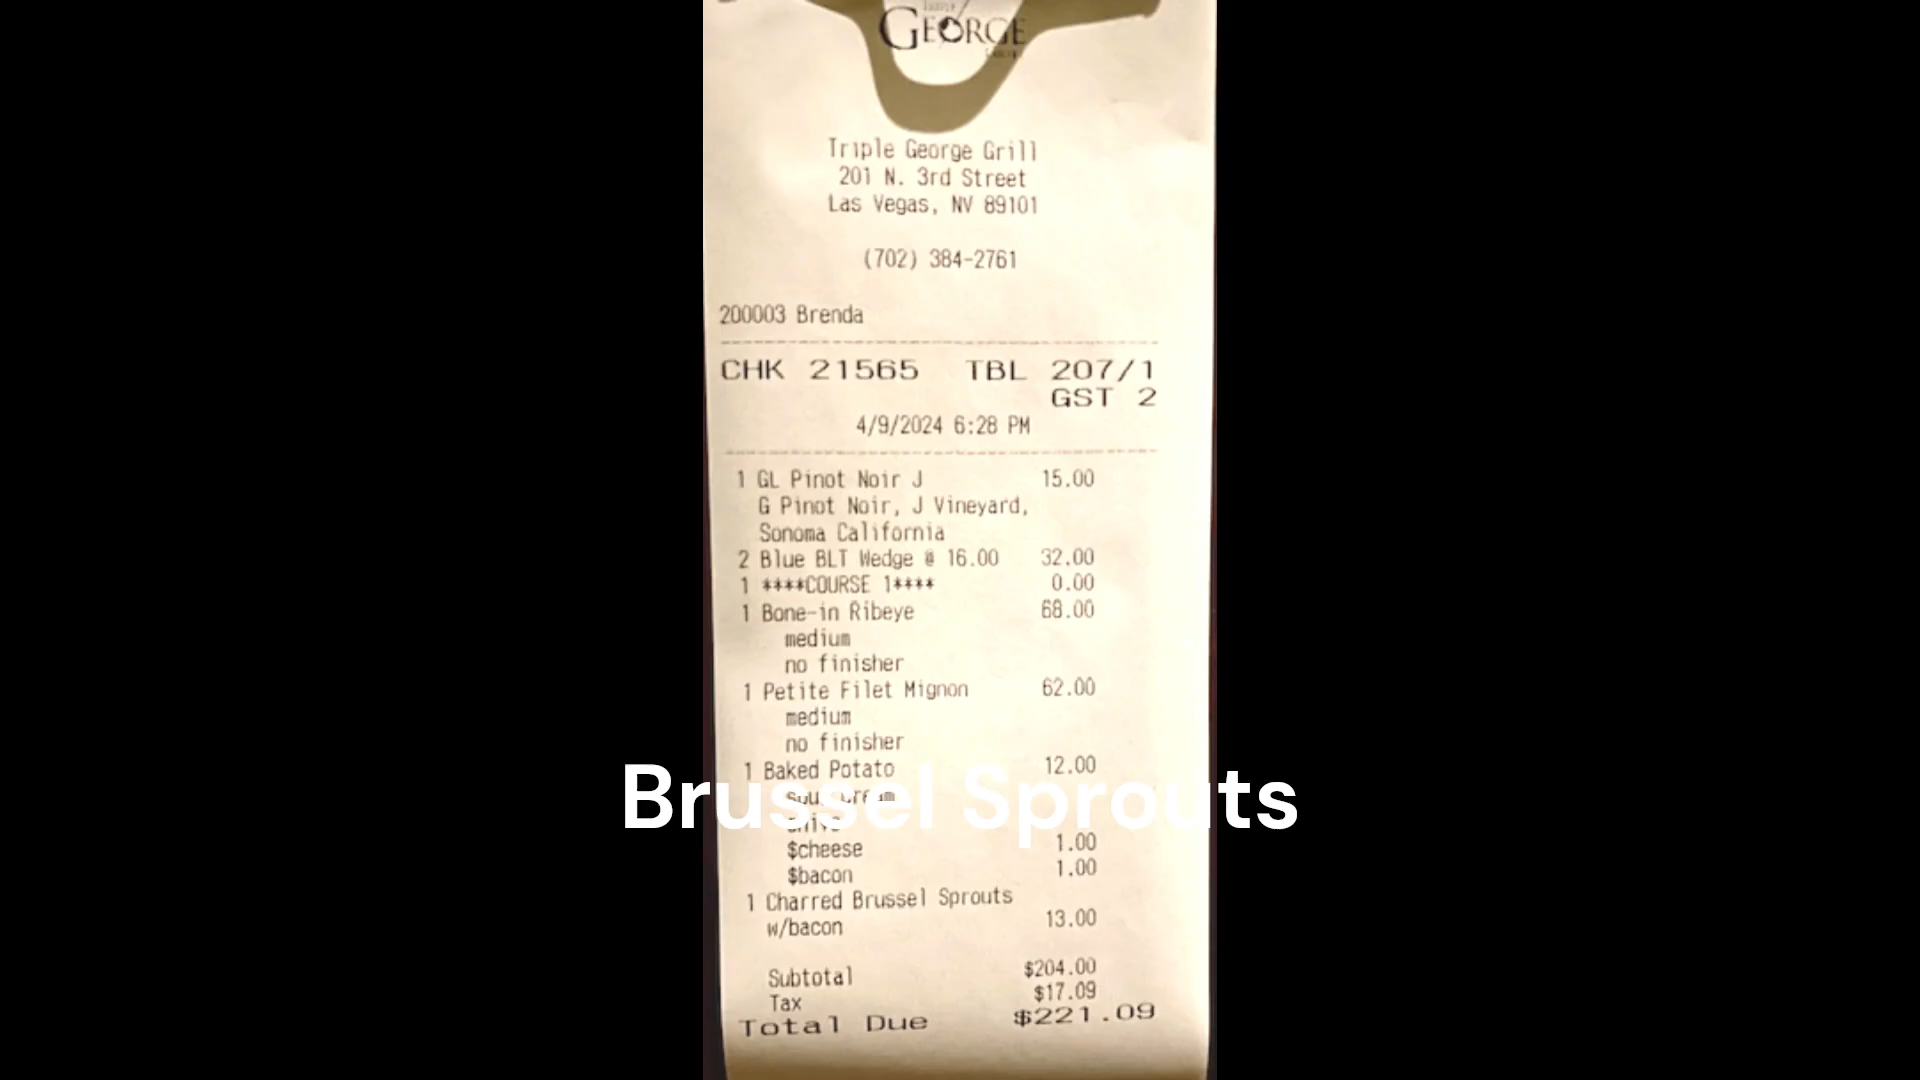 TRIPLE
GEORGE
GRILL
Triple George Grill
201 N. 3rd Street
Las Vegas, NV 89101
(702) 384-2761
200003 Brenda
CHK 21565 TBL 207/1
GST 2
4/9/2024 6:28 PM
1 GL Pinot Noir J 15.00
G Pinot Noir, J Vineyard,
Sonoma California
2 Blue BLT Wedge @ 16.00 32.00
1 ****COURSE 1**** 0.00
1 Bone-in Ribeye 68.00
medium
no finisher
1 Petite Filet Mignon 62.00
medium
no finisher
1 Baked Potato 12.00
sour cream
Brussel Sprouts
$cheese 1.00
$bacon 1.00
1 Charred Brussel Sprouts
w/bacon 13.00
Subtotal $204.00
Tax $17.09
Total Due $221.09